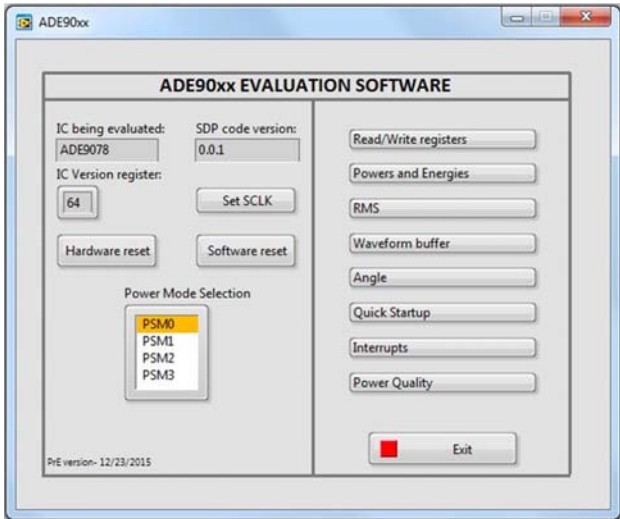 ADE90xx
ADE90xx EVALUATION SOFTWARE
IC being evaluated:
ADE9078
SDP code version:
0.0.1
IC Version register:
64
Set SCLK
Hardware reset
Software reset
Power Mode Selection
PSM0
PSM1
PSM2
PSM3
PrE version- 12/23/2015
Read/Write registers
Powers and Energies
RMS
Waveform buffer
Angle
Quick Startup
Interrupts
Power Quality
Exit